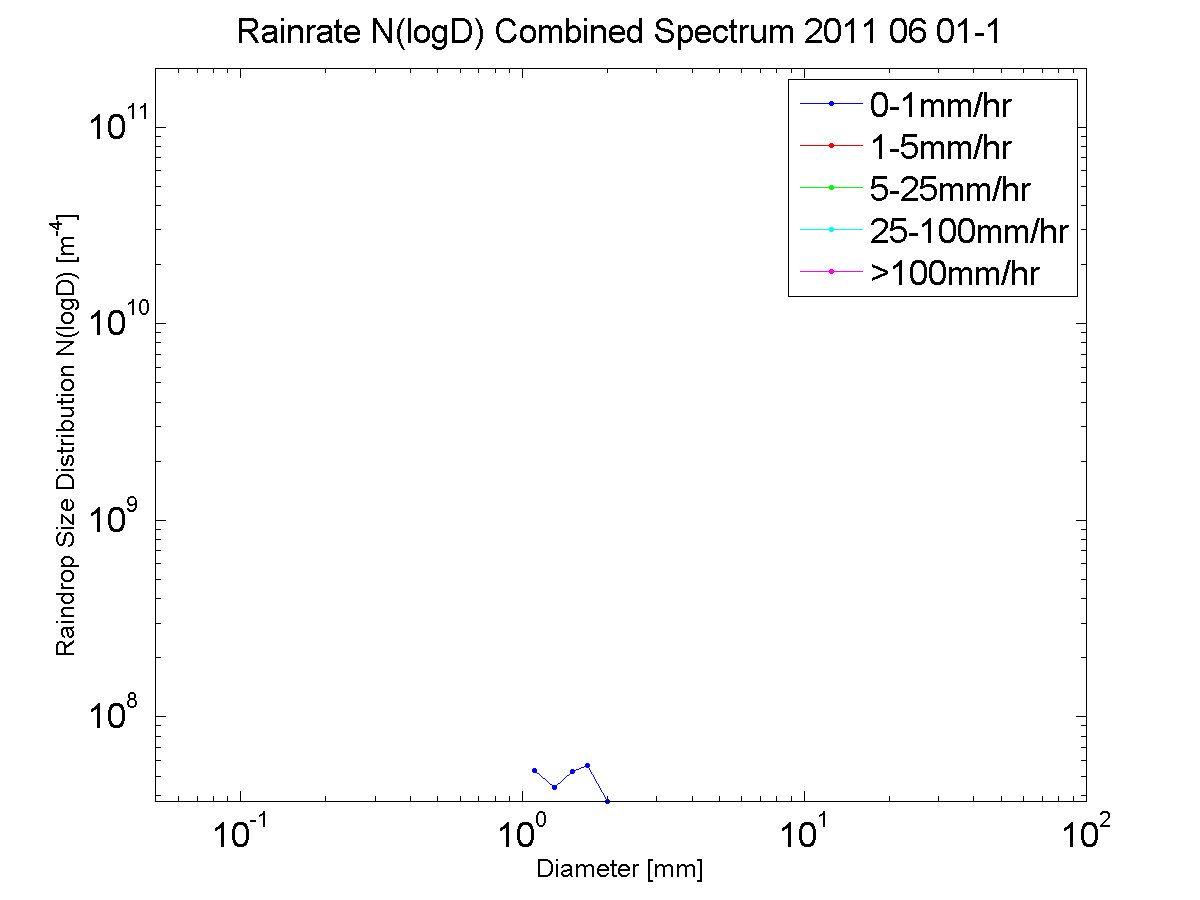 Rainrate N(logD) Combined Spectrum 2011 06 01-1
0-1mm/hr
1-5mm/hr
5-25mm/hr
25-100mm/hr
>100mm/hr
Raindrop Size Distribution N(logD) [m^-4]
10^11
10^10
10^9
10^8
10^-1
10^0
10^1
10^2
Diameter [mm]